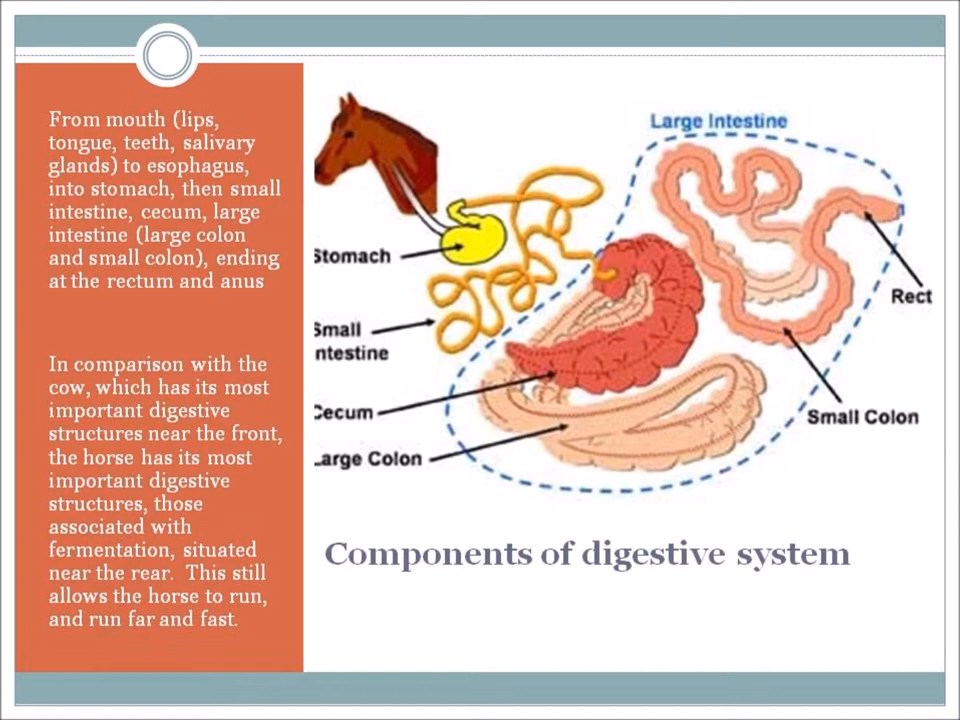 From mouth (lips,
tongue, teeth, salivary
glands) to esophagus,
into stomach, then small
intestine, cecum, large
intestine (large colon
and small colon), ending
at the rectum and anus
In comparison with the
cow, which has its most
important digestive
structures near the front,
the horse has its most
important digestive
structures, those
associated with
fermentation, situated
near the rear.  This still
allows the horse to run,
and run far and fast.
Large Intestine
Stomach
Rect
Small
ntestine
Cecum
Small Colon
Large Colon
Components of digestive system